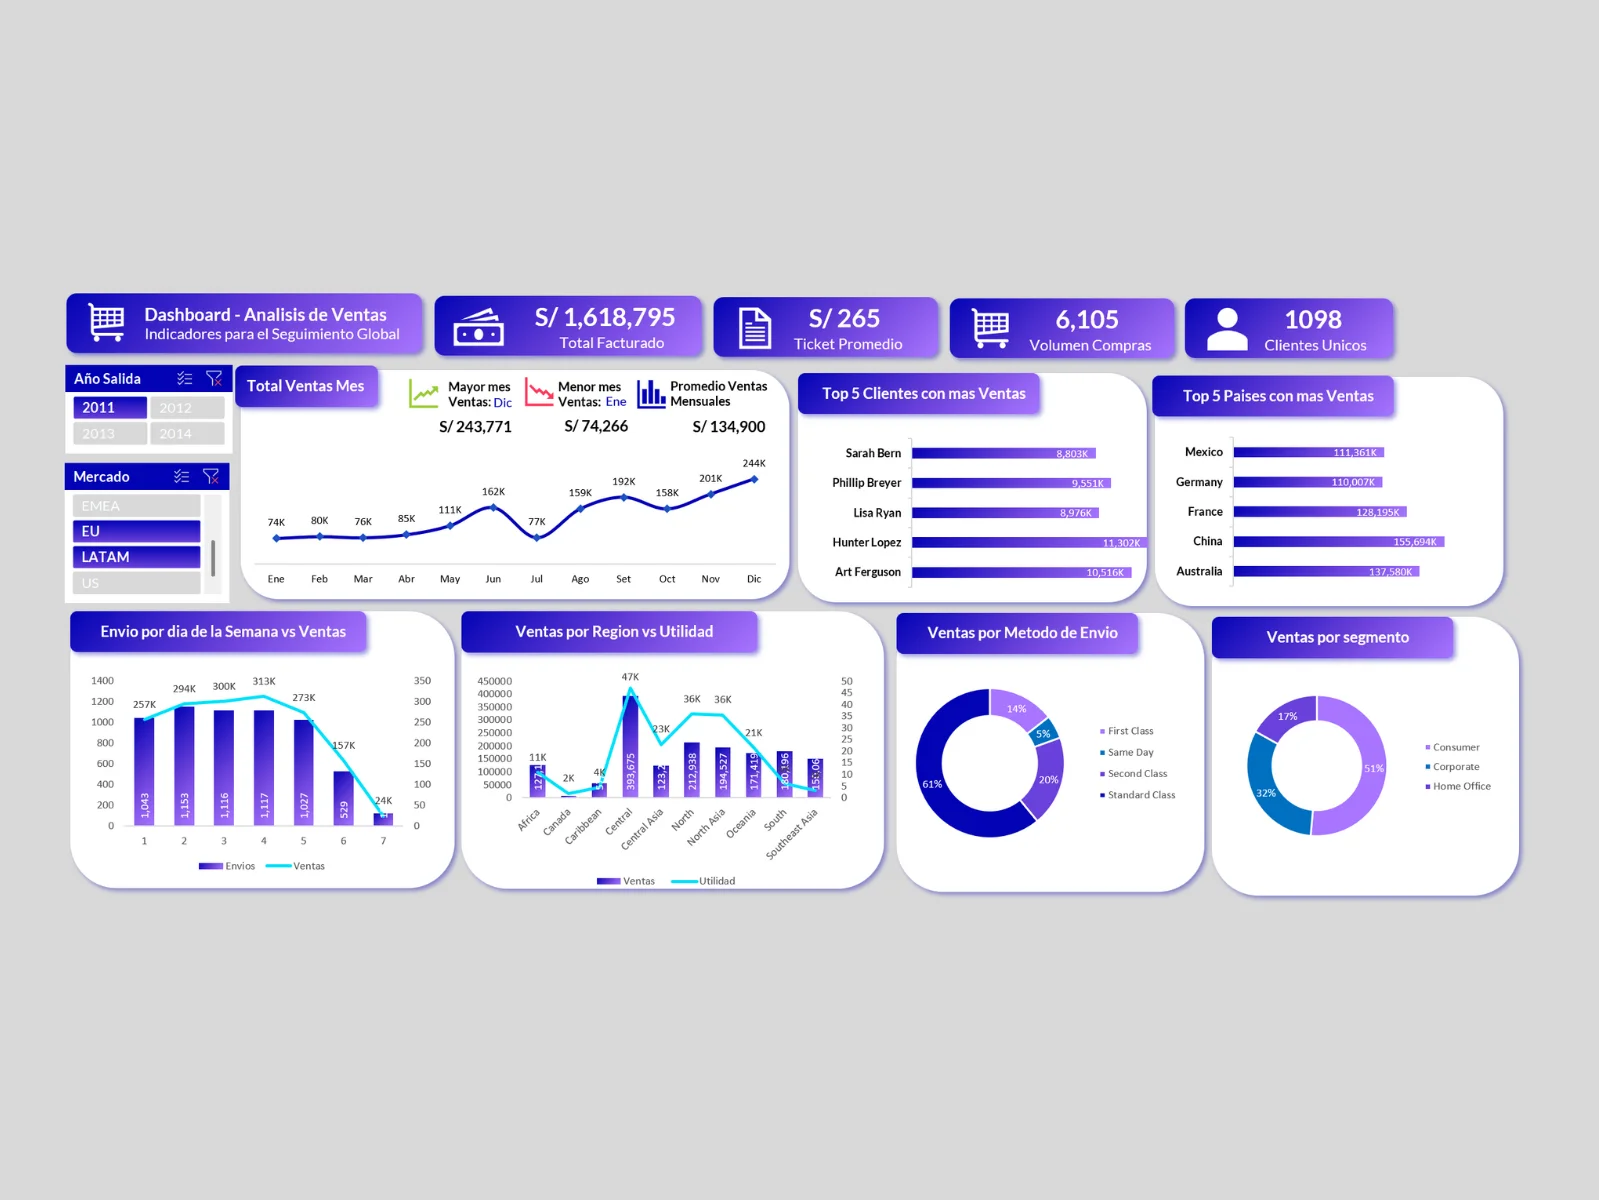 Dashboard - Analisis de Ventas
Indicadores para el Seguimiento Global
S/ 1,618,795
Total Facturado
S/ 265
Ticket Promedio
6,105
Volumen Compras
1098
Clientes Unicos
Año Salida
2011 2012
2013 2014
Mercado
EMEA
EU
LATAM
US
Total Ventas Mes
Mayor mes
Ventas: Dic
S/ 243,771
Menor mes
Ventas: Ene
S/ 74,266
Promedio Ventas
Mensuales
S/ 134,900
74K 80K 76K 85K 111K 162K 77K 159K 192K 158K 201K 244K
Ene Feb Mar Abr May Jun Jul Ago Set Oct Nov Dic
Top 5 Clientes con mas Ventas
Sarah Bern 8,803K
Phillip Breyer 9,551K
Lisa Ryan 8,976K
Hunter Lopez 11,302K
Art Ferguson 10,516K
Top 5 Paises con mas Ventas
Mexico 111,361K
Germany 110,007K
France 128,195K
China 155,694K
Australia 137,580K
Envio por dia de la Semana vs Ventas
1400
1200
1000
800
600
400
200
0
257K 294K 300K 313K 273K 157K 24K
1,043 1,153 1,116 1,117 1,027 529
350
300
250
200
150
100
50
0
1 2 3 4 5 6 7
Envios Ventas
Ventas por Region vs Utilidad
450000
400000
350000
300000
250000
200000
150000
100000
50000
0
11K 2K 4K 47K 23K 36K 36K 21K
393,675 212,938 194,527 171,419 180,196
50
45
40
35
30
25
20
15
10
5
0
Africa Canada Caribbean Central Central Asia North North Asia Oceania South Southeast Asia
Ventas Utilidad
Ventas por Metodo de Envio
14%
5%
20%
61%
First Class
Same Day
Second Class
Standard Class
Ventas por segmento
17%
51%
32%
Consumer
Corporate
Home Office